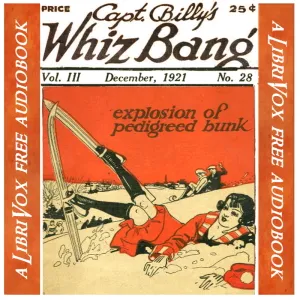 PRICE
25¢
Capt. Billy's
Whiz Bang
Vol. III December, 1921 No. 28
explosion of
pedigreed bunk
A LIBRIVOX FREE AUDIOBOOK
A LIBRIVOX FREE AUDIOBOOK